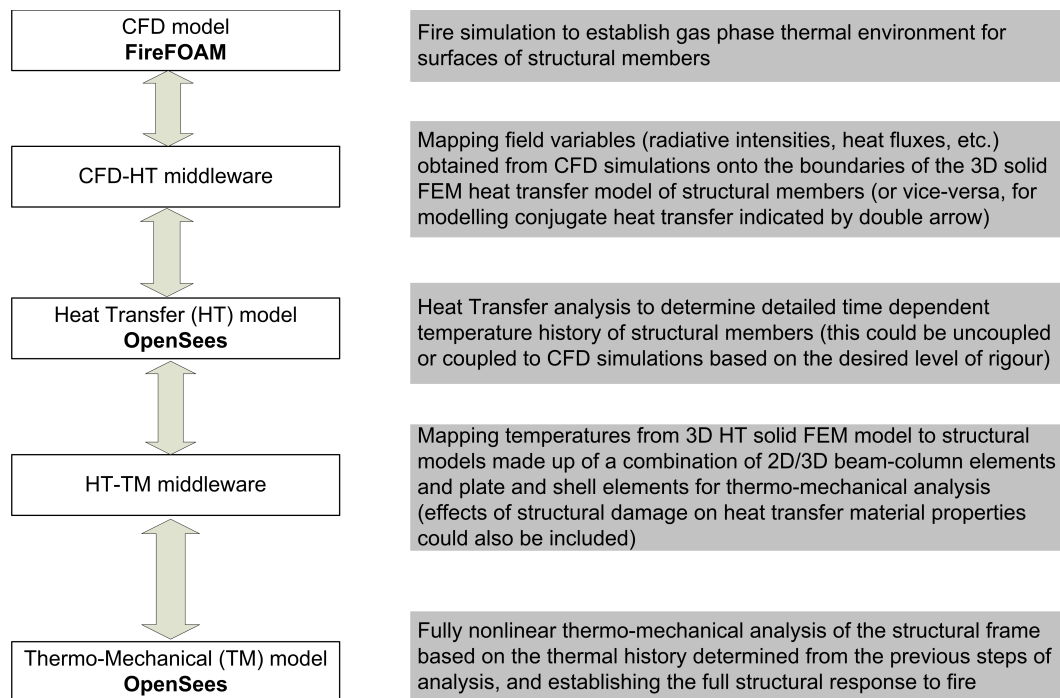 CFD model
FireFOAM
Fire simulation to establish gas phase thermal environment for
surfaces of structural members
CFD-HT middleware
Mapping field variables (radiative intensities, heat fluxes, etc.)
obtained from CFD simulations onto the boundaries of the 3D solid
FEM heat transfer model of structural members (or vice-versa, for
modelling conjugate heat transfer indicated by double arrow)
Heat Transfer (HT) model
OpenSees
Heat Transfer analysis to determine detailed time dependent
temperature history of structural members (this could be uncoupled
or coupled to CFD simulations based on the desired level of rigour)
HT-TM middleware
Mapping temperatures from 3D HT solid FEM model to structural
models made up of a combination of 2D/3D beam-column elements
and plate and shell elements for thermo-mechanical analysis
(effects of structural damage on heat transfer material properties
could also be included)
Thermo-Mechanical (TM) model
OpenSees
Fully nonlinear thermo-mechanical analysis of the structural frame
based on the thermal history determined from the previous steps of
analysis, and establishing the full structural response to fire